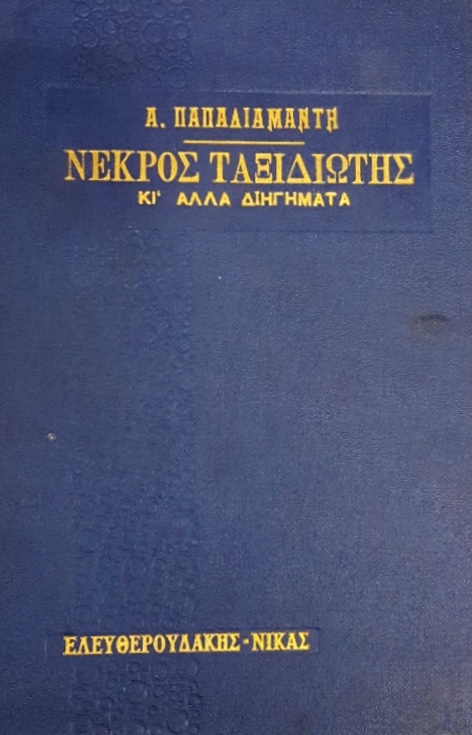 Α. ΠΑΠΑΔΙΑΜΑΝΤΗ
ΝΕΚΡΟΣ ΤΑΞΙΔΙΩΤΗΣ
ΚΙ' ΑΛΛΑ ΔΙΗΓΗΜΑΤΑ
ΕΛΕΥΘΕΡΟΥΔΑΚΗΣ - ΝΙΚΑΣ